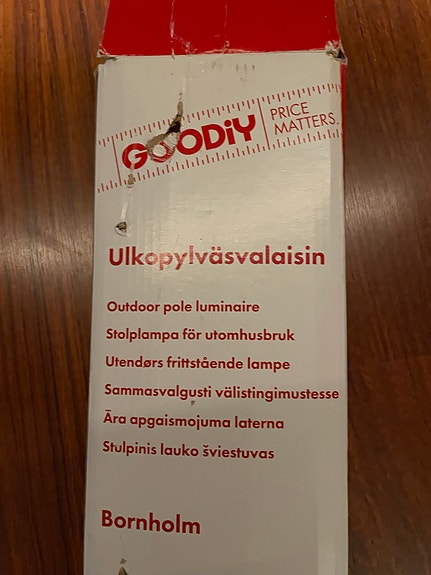 GOODiY
PRICE
MATTERS.
Ulkopylväsvalaisin
Outdoor pole luminaire
Stolplampa för utomhusbruk
Utendørs frittstående lampe
Sammasvalgusti välistingimustesse
Āra apgaismojuma laterna
Stulpinis lauko šviestuvas
Bornholm